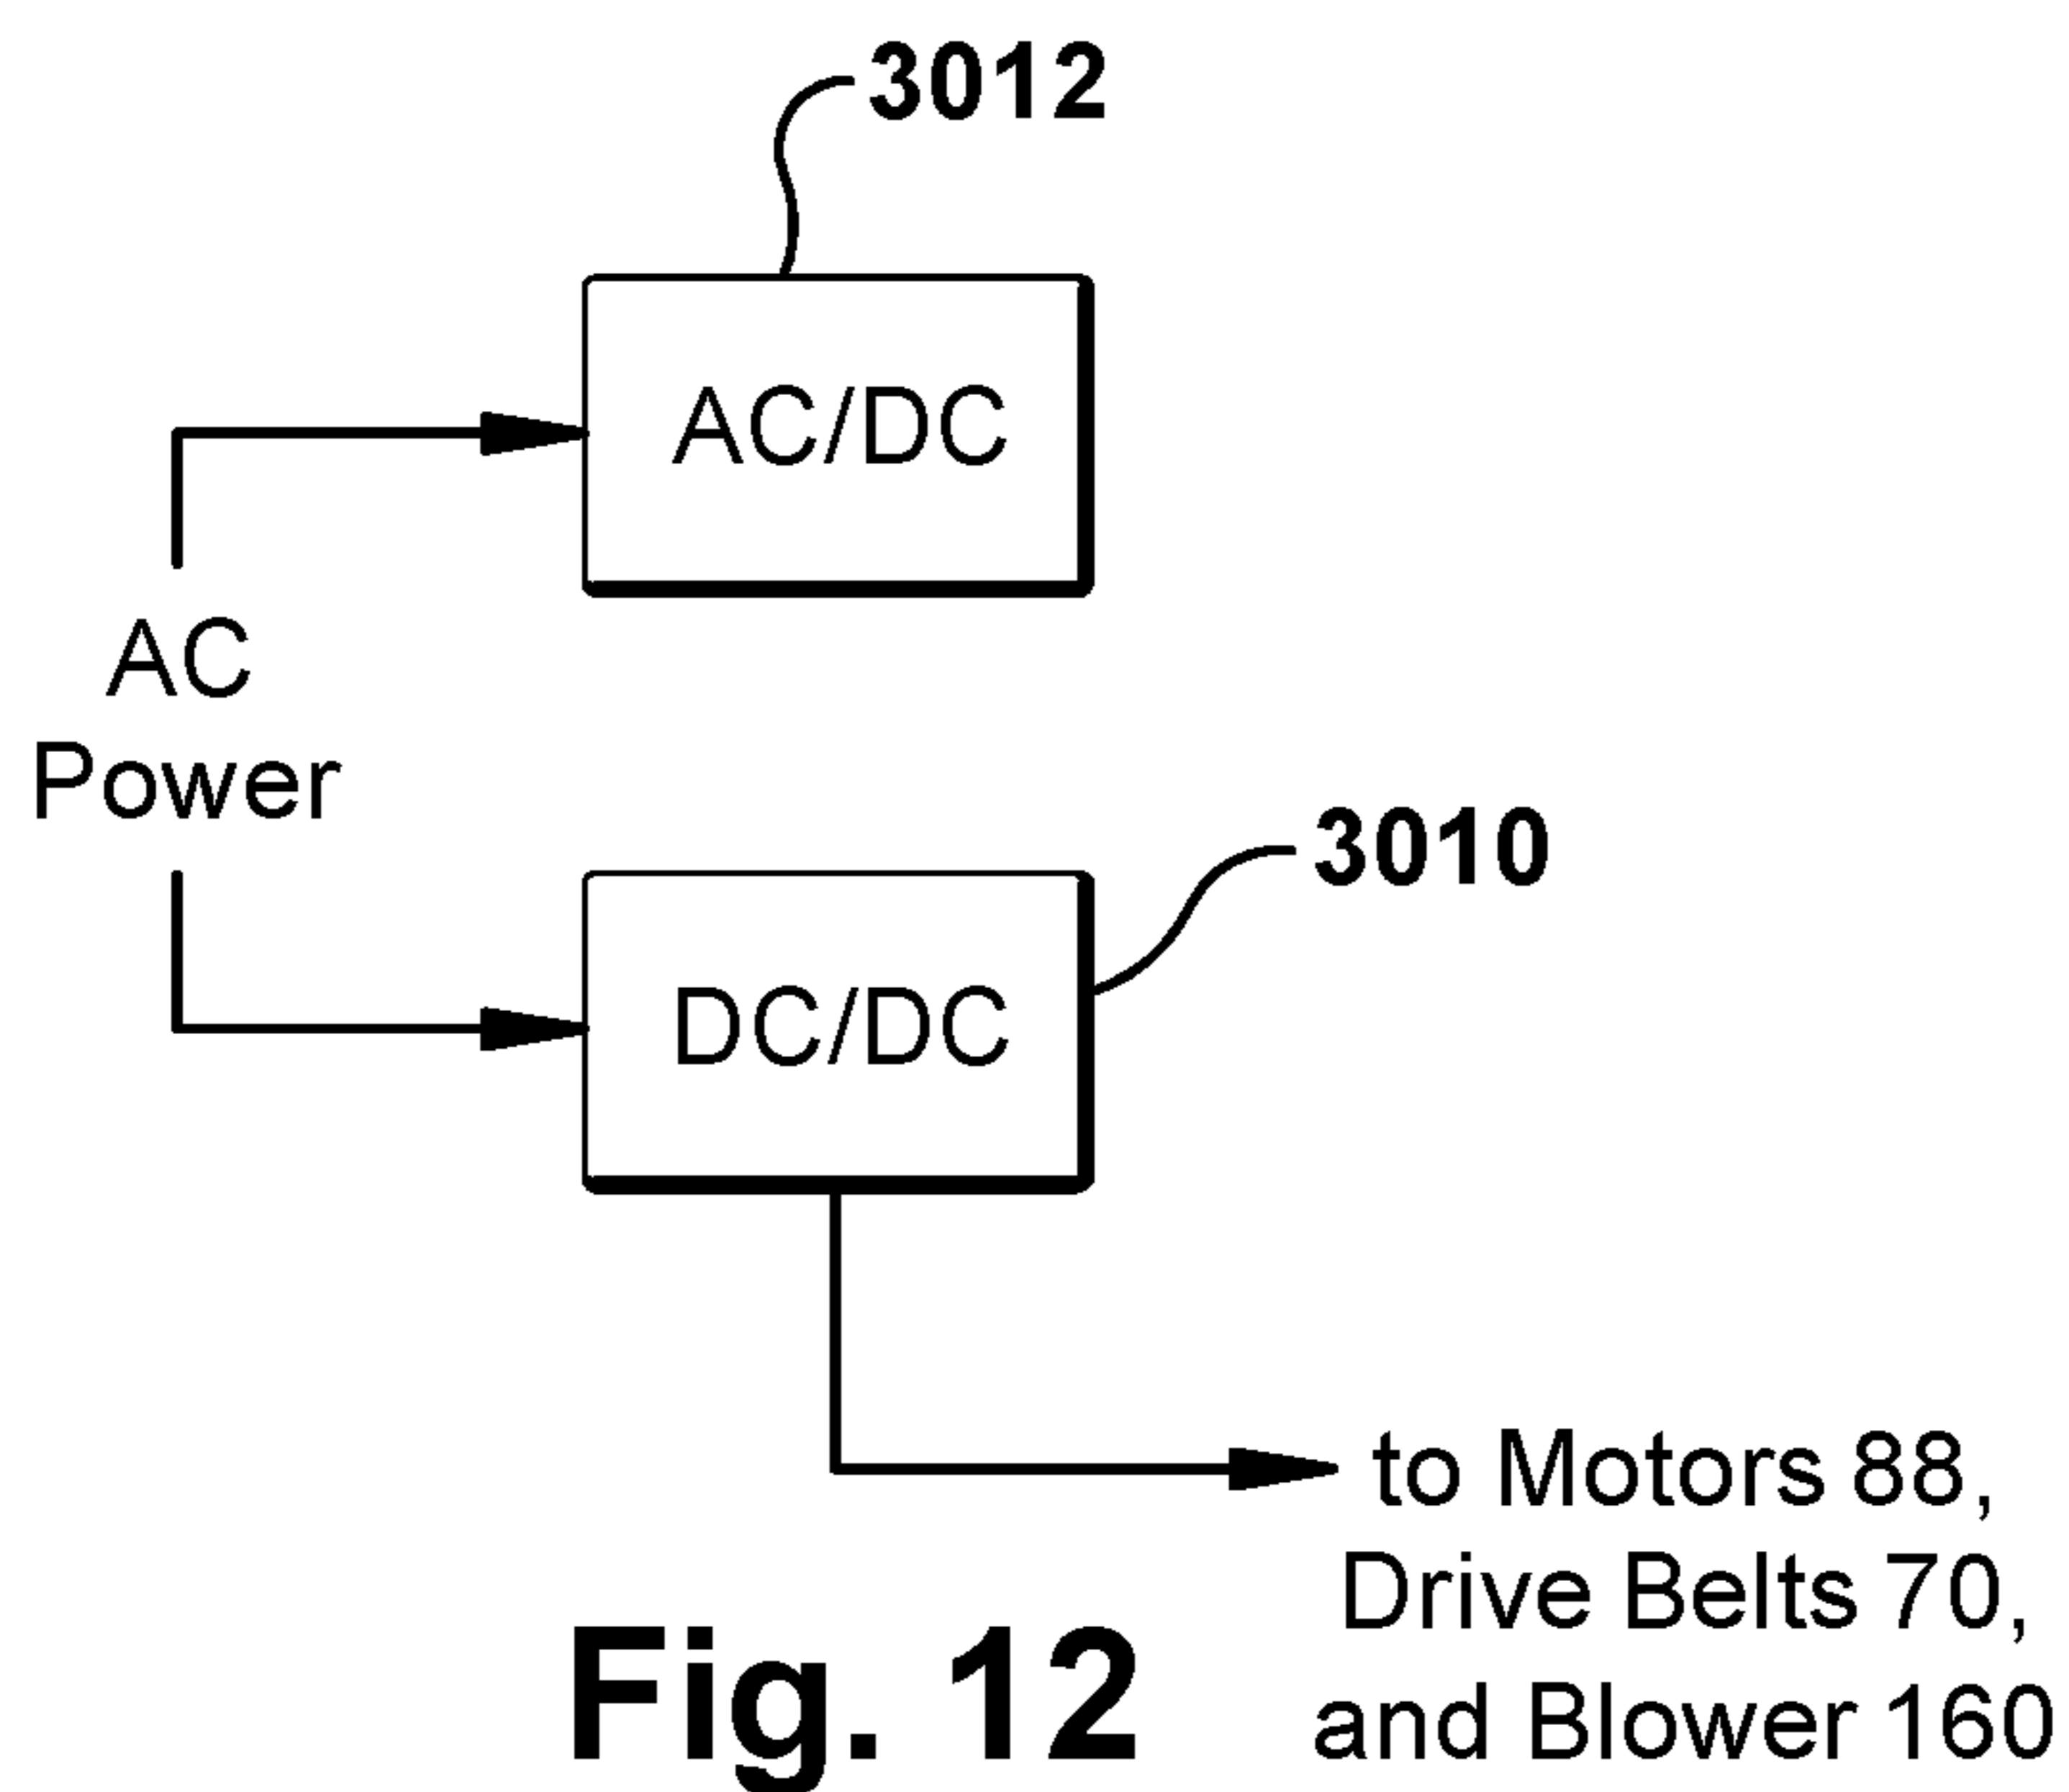 3012
AC/DC
AC
Power
3010
DC/DC
to Motors 88,
Drive Belts 70,
and Blower 160
Fig. 12